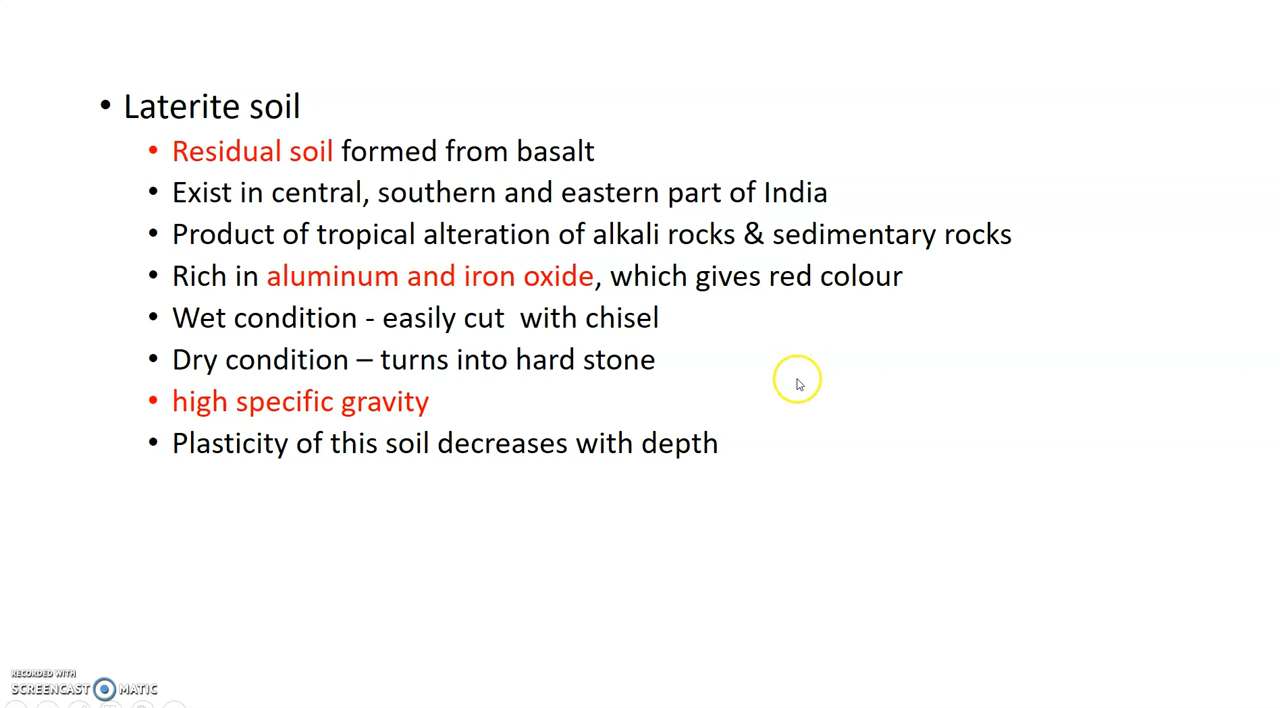 • Laterite soil
• Residual soil formed from basalt
• Exist in central, southern and eastern part of India
• Product of tropical alteration of alkali rocks & sedimentary rocks
• Rich in aluminum and iron oxide, which gives red colour
• Wet condition - easily cut  with chisel
• Dry condition – turns into hard stone
• high specific gravity
• Plasticity of this soil decreases with depth
RECORDED WITH
SCREENCAST MATIC